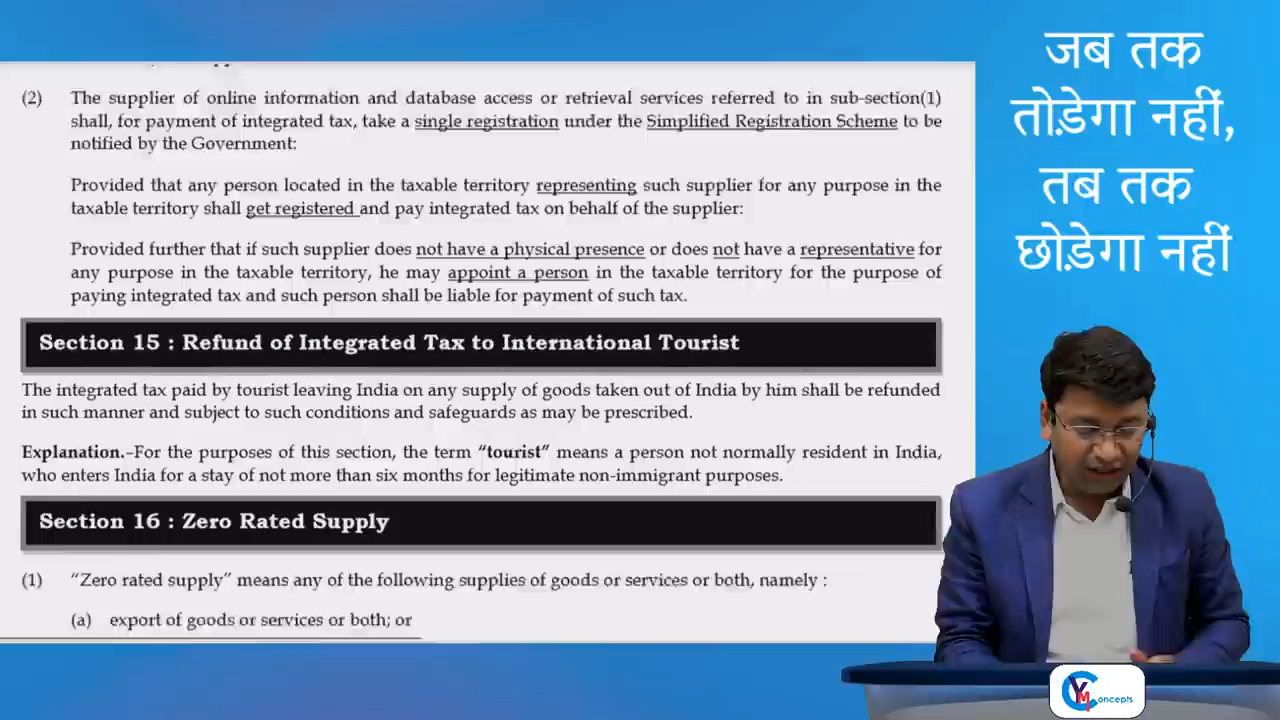 (2) The supplier of online information and database access or retrieval services referred to in sub-section(1)
shall, for payment of integrated tax, take a single registration under the Simplified Registration Scheme to be
notified by the Government:
Provided that any person located in the taxable territory representing such supplier for any purpose in the
taxable territory shall get registered and pay integrated tax on behalf of the supplier:
Provided further that if such supplier does not have a physical presence or does not have a representative for
any purpose in the taxable territory, he may appoint a person in the taxable territory for the purpose of
paying integrated tax and such person shall be liable for payment of such tax.
Section 15 : Refund of Integrated Tax to International Tourist
The integrated tax paid by tourist leaving India on any supply of goods taken out of India by him shall be refunded
in such manner and subject to such conditions and safeguards as may be prescribed.
Explanation.-For the purposes of this section, the term “tourist” means a person not normally resident in India,
who enters India for a stay of not more than six months for legitimate non-immigrant purposes.
Section 16 : Zero Rated Supply
(1) “Zero rated supply” means any of the following supplies of goods or services or both, namely :
(a) export of goods or services or both; or
जब तक
तोड़ेगा नहीं,
तब तक
छोड़ेगा नहीं
YM Concepts